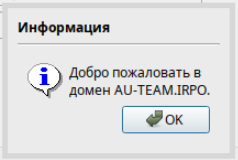 Информация
Добро пожаловать в
домен AU-TEAM.IRPO.
OK